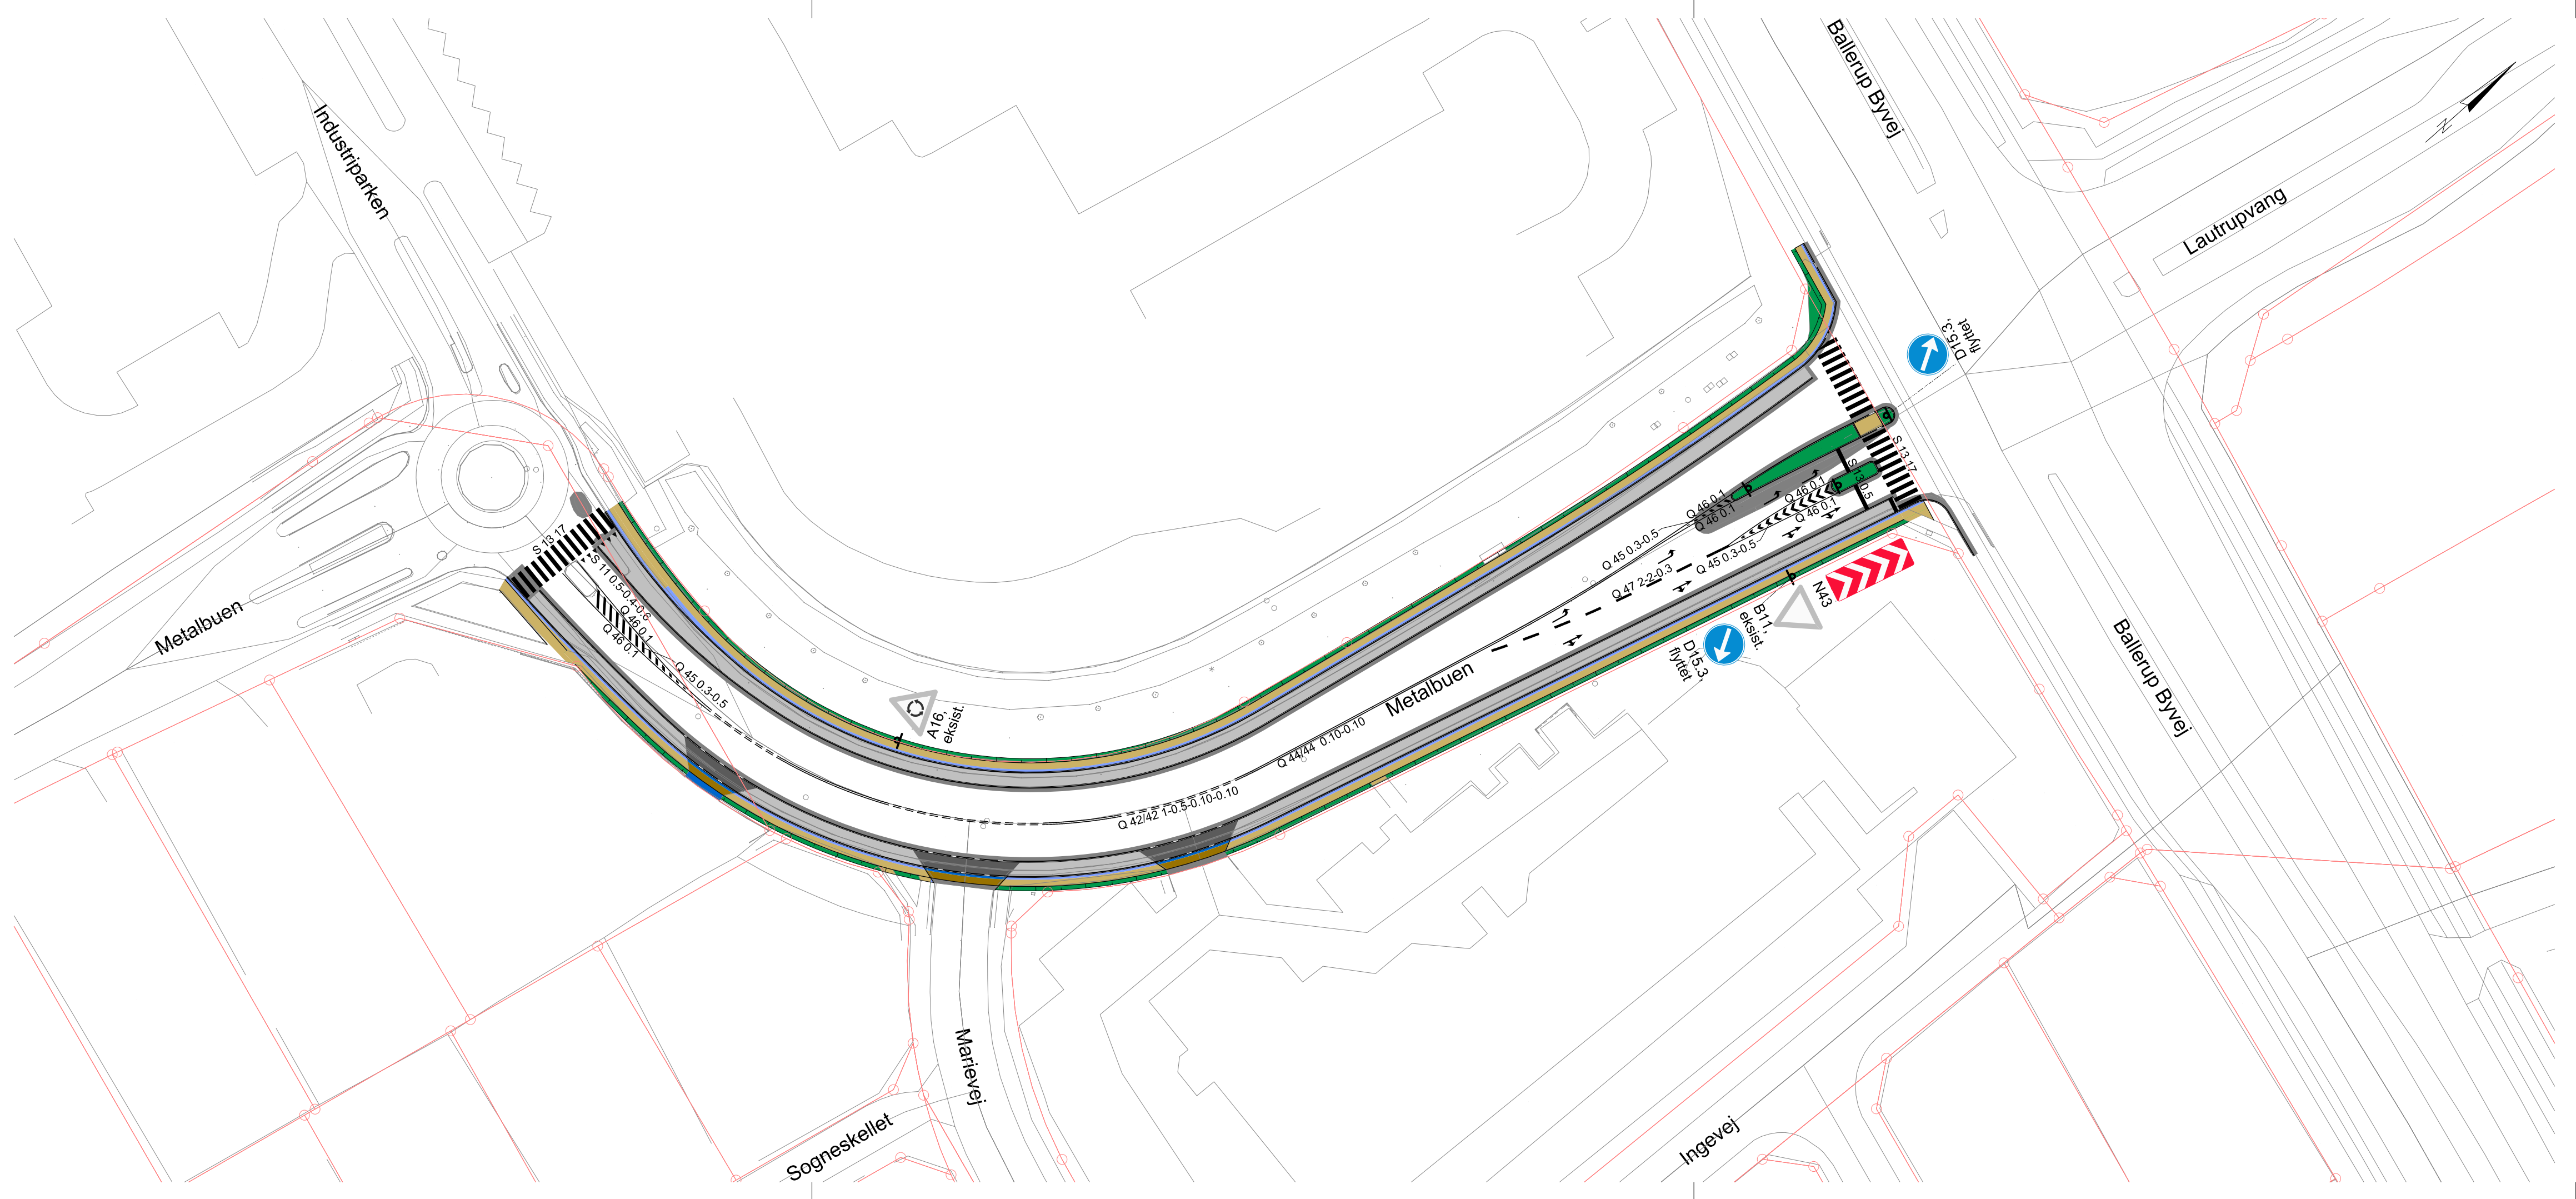 Ballerup Byvej
Industriparken
N
Lautrupvang
D15.3,
flyttet
S 13 17
S 13 0.5
Q 46 0.1
Q 46 0.1
Q 46 0.1
Q 46 0.1
Q 45 0.3-0.5
Q 45 0.3-0.5
Q 47 2-2-0.3
S 13 17
S 11 0.5-0.4-0.6
Q 46 0.1
Q 46 0.1
Q 45 0.3-0.5
Metalbuen
N43
B11,
eksist.
D15.3,
flyttet
Metalbuen
A16,
eksist.
Ballerup Byvej
Q 44/44 0.10-0.10
Q 42/42 1-0.5-0.10-0.10
Marievej
Sogneskellet
Ingevej